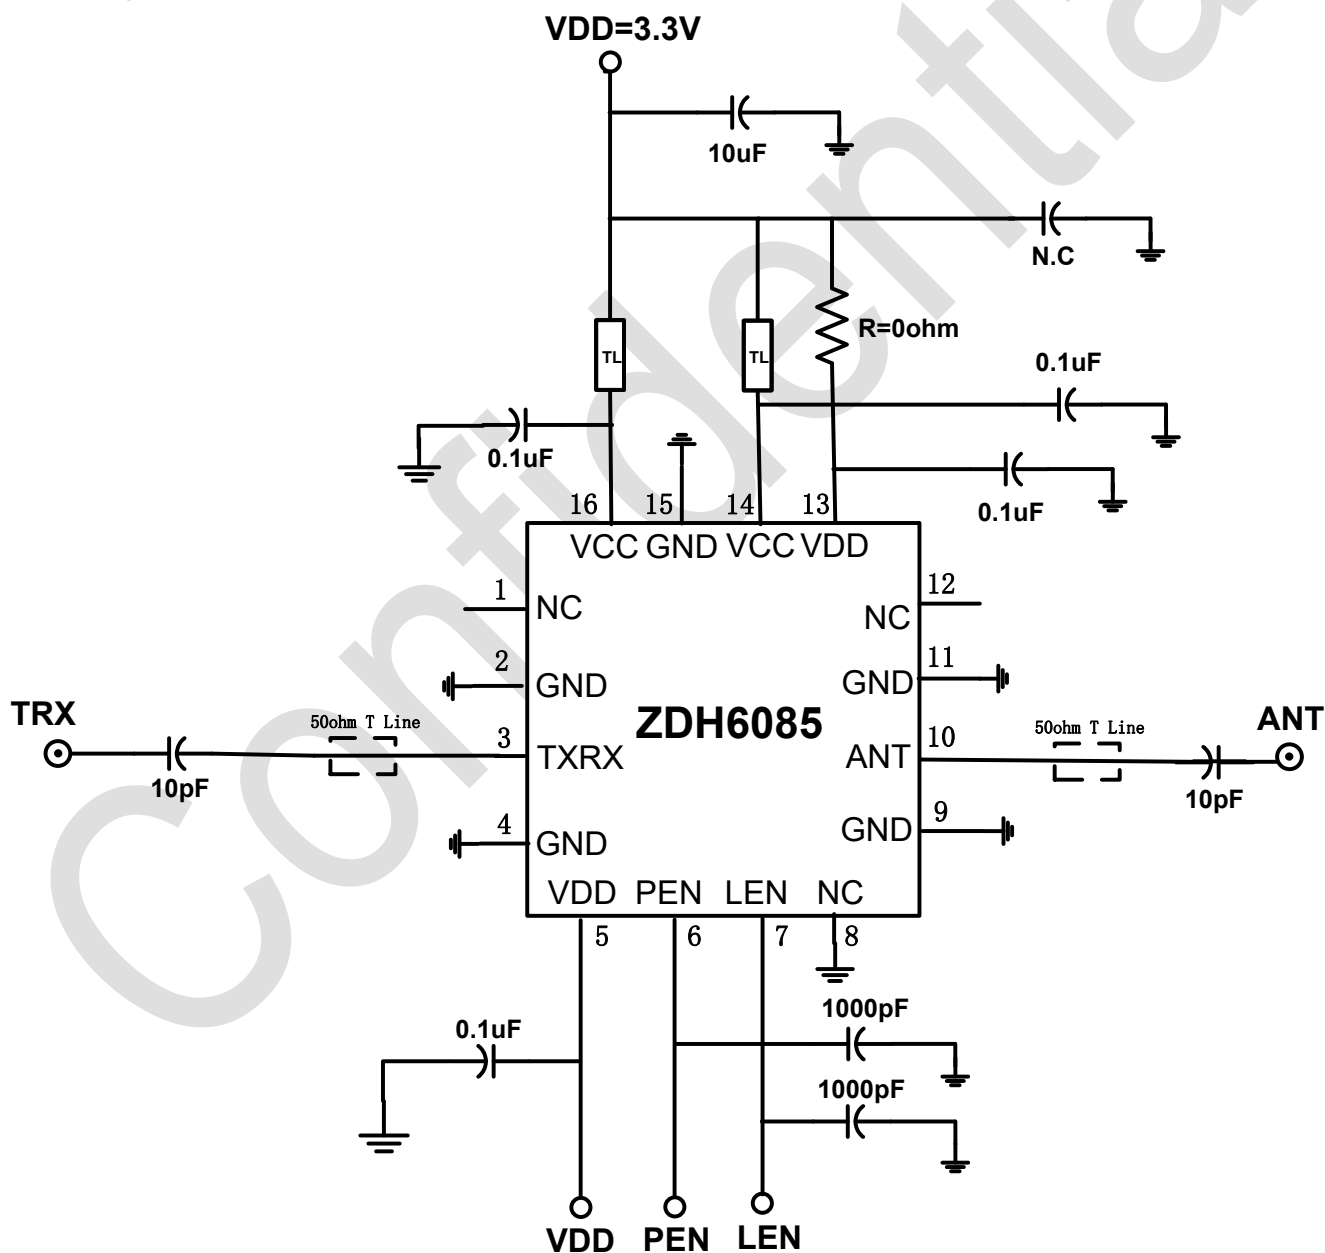 VDD=3.3V
10uF
N.C
R=0ohm
TL
TL
0.1uF
0.1uF
0.1uF
16
15
14
13
VCC
GND
VCC
VDD
1
NC
12
NC
2
GND
11
GND
ZDH6085
TRX
50ohm T Line
3
TXRX
10pF
ANT
10
50ohm T Line
ANT
10pF
4
GND
9
GND
VDD
PEN
LEN
NC
5
6
7
8
0.1uF
1000pF
1000pF
VDD
PEN
LEN
Confidential